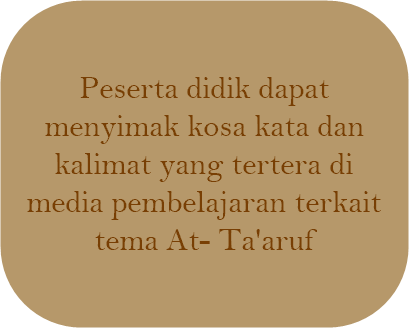 Peserta didik dapat
menyimak kosa kata dan
kalimat yang tertera di
media pembelajaran terkait
tema At- Ta'aruf